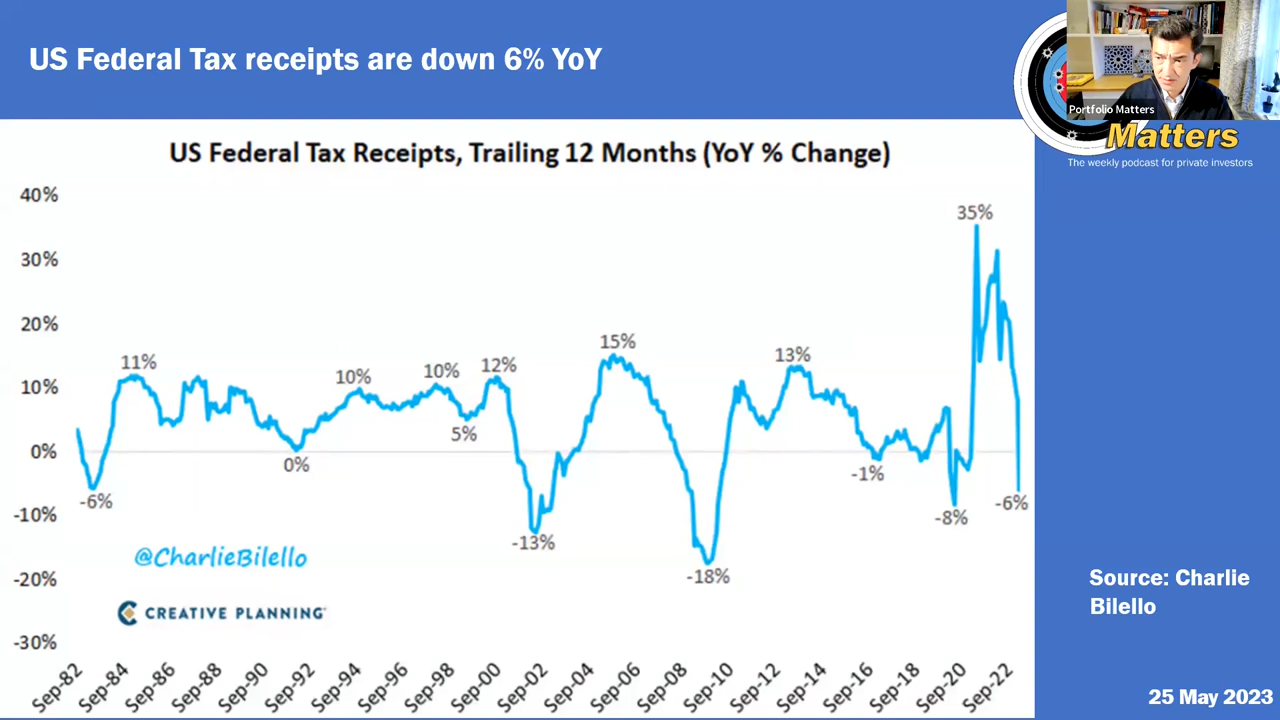 US Federal Tax receipts are down 6% YoY
Portfolio Matters
Matters
The weekly podcast for private investors
US Federal Tax Receipts, Trailing 12 Months (YoY % Change)
40%
30%
20%
10%
0%
-10%
-20%
-30%
-6%
11%
0%
10%
10%
5%
12%
-13%
15%
-18%
13%
-1%
-8%
35%
-6%
@CharlieBilello
CREATIVE PLANNING
Sep-82
Sep-84
Sep-86
Sep-88
Sep-90
Sep-92
Sep-94
Sep-96
Sep-98
Sep-00
Sep-02
Sep-04
Sep-06
Sep-08
Sep-10
Sep-12
Sep-14
Sep-16
Sep-18
Sep-20
Sep-22
Source: Charlie
Bilello
25 May 2023